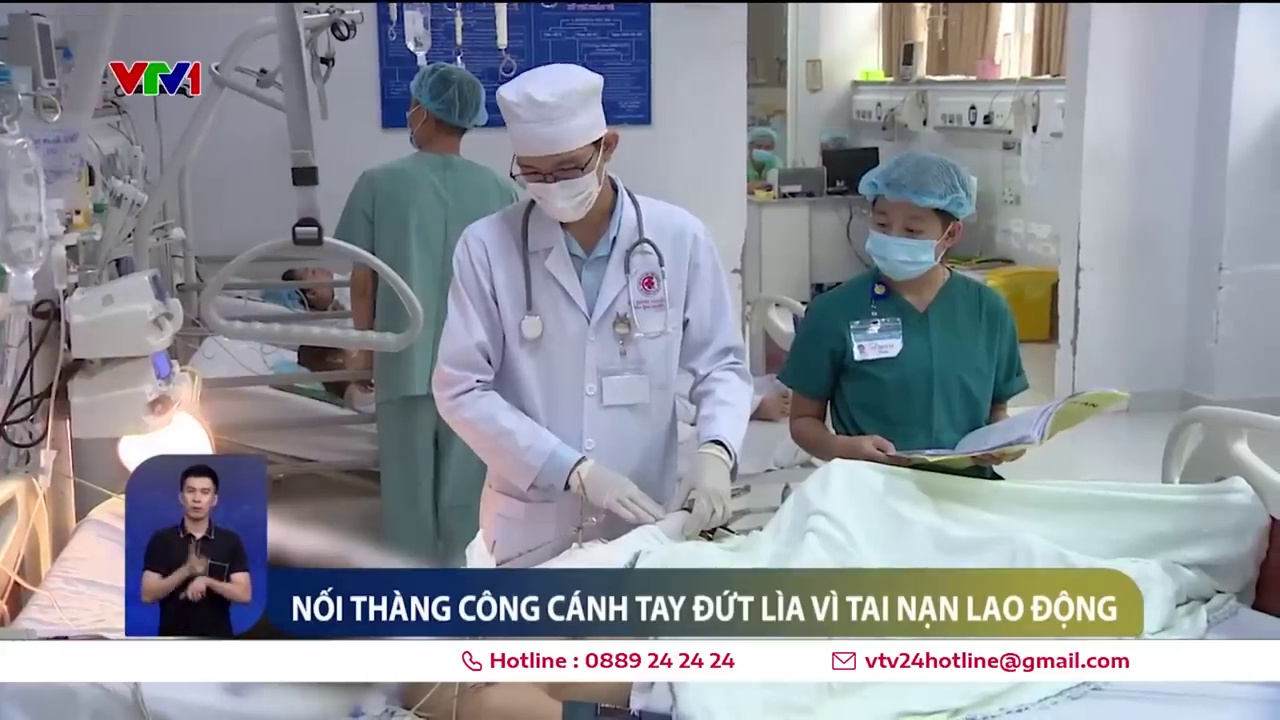 VTV1
NỐI THÀNG CÔNG CÁNH TAY ĐỨT LÌA VÌ TAI NẠN LAO ĐỘNG
Hotline : 0889 24 24 24
vtv24hotline@gmail.com